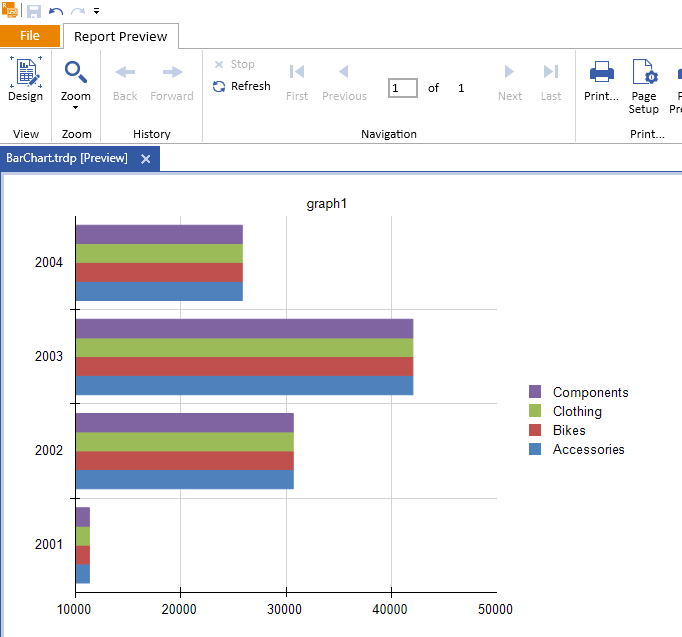 File
Report Preview
Design
Zoom
Back
Forward
Stop
Refresh
First
Previous
1
of
1
Next
Last
Print...
Page
Setup
View
Zoom
History
Navigation
Print...
BarChart.trdp [Preview]
graph1
2004
2003
2002
2001
Components
Clothing
Bikes
Accessories
10000
20000
30000
40000
50000